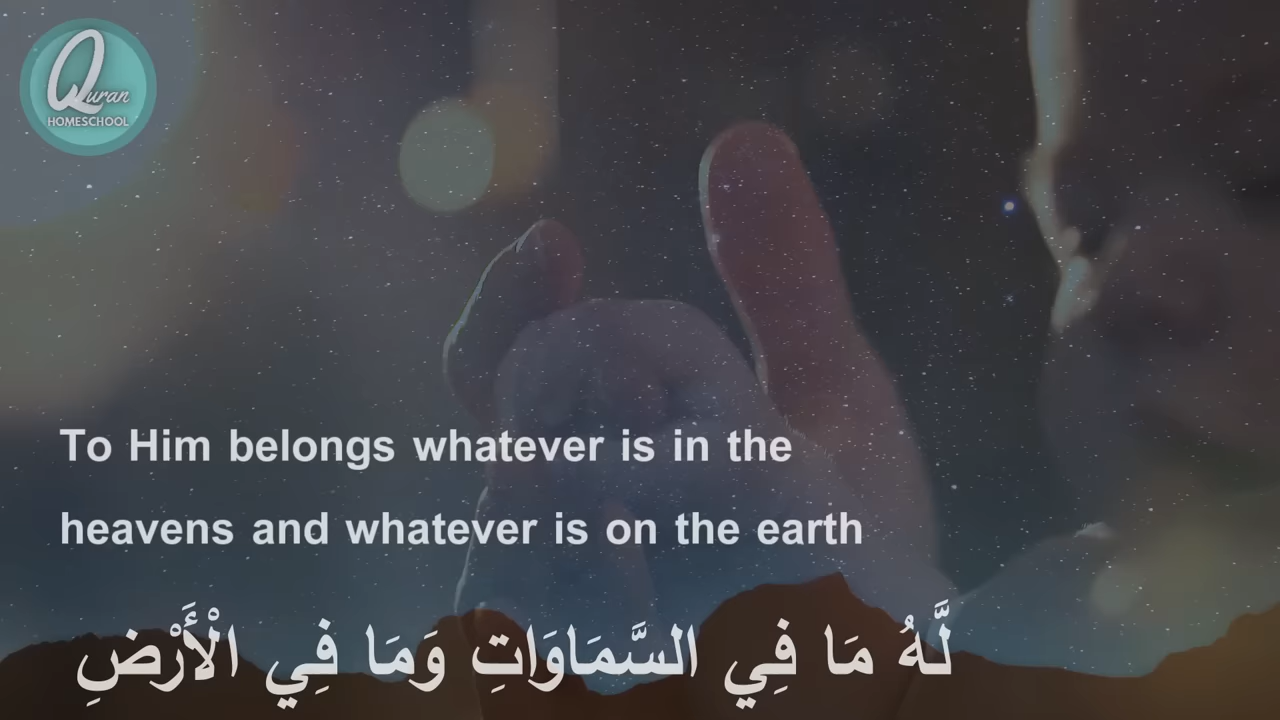 Quran
HOMESCHOOL
To Him belongs whatever is in the
heavens and whatever is on the earth
لَّهُ مَا فِي السَّمَاوَاتِ وَمَا فِي الْأَرْضِ